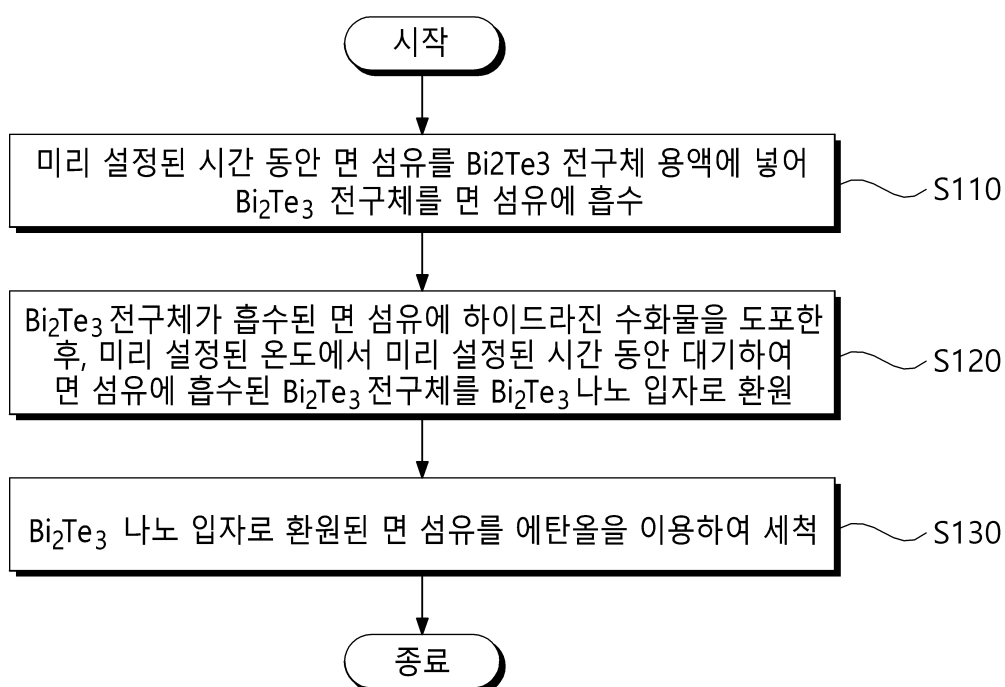 시작
미리 설정된 시간 동안 면 섬유를 Bi2Te3 전구체 용액에 넣어
Bi₂Te₃ 전구체를 면 섬유에 흡수
S110
Bi₂Te₃ 전구체가 흡수된 면 섬유에 하이드라진 수화물을 도포한
후, 미리 설정된 온도에서 미리 설정된 시간 동안 대기하여
면 섬유에 흡수된 Bi₂Te₃ 전구체를 Bi₂Te₃ 나노 입자로 환원
S120
Bi₂Te₃ 나노 입자로 환원된 면 섬유를 에탄올을 이용하여 세척
S130
종료